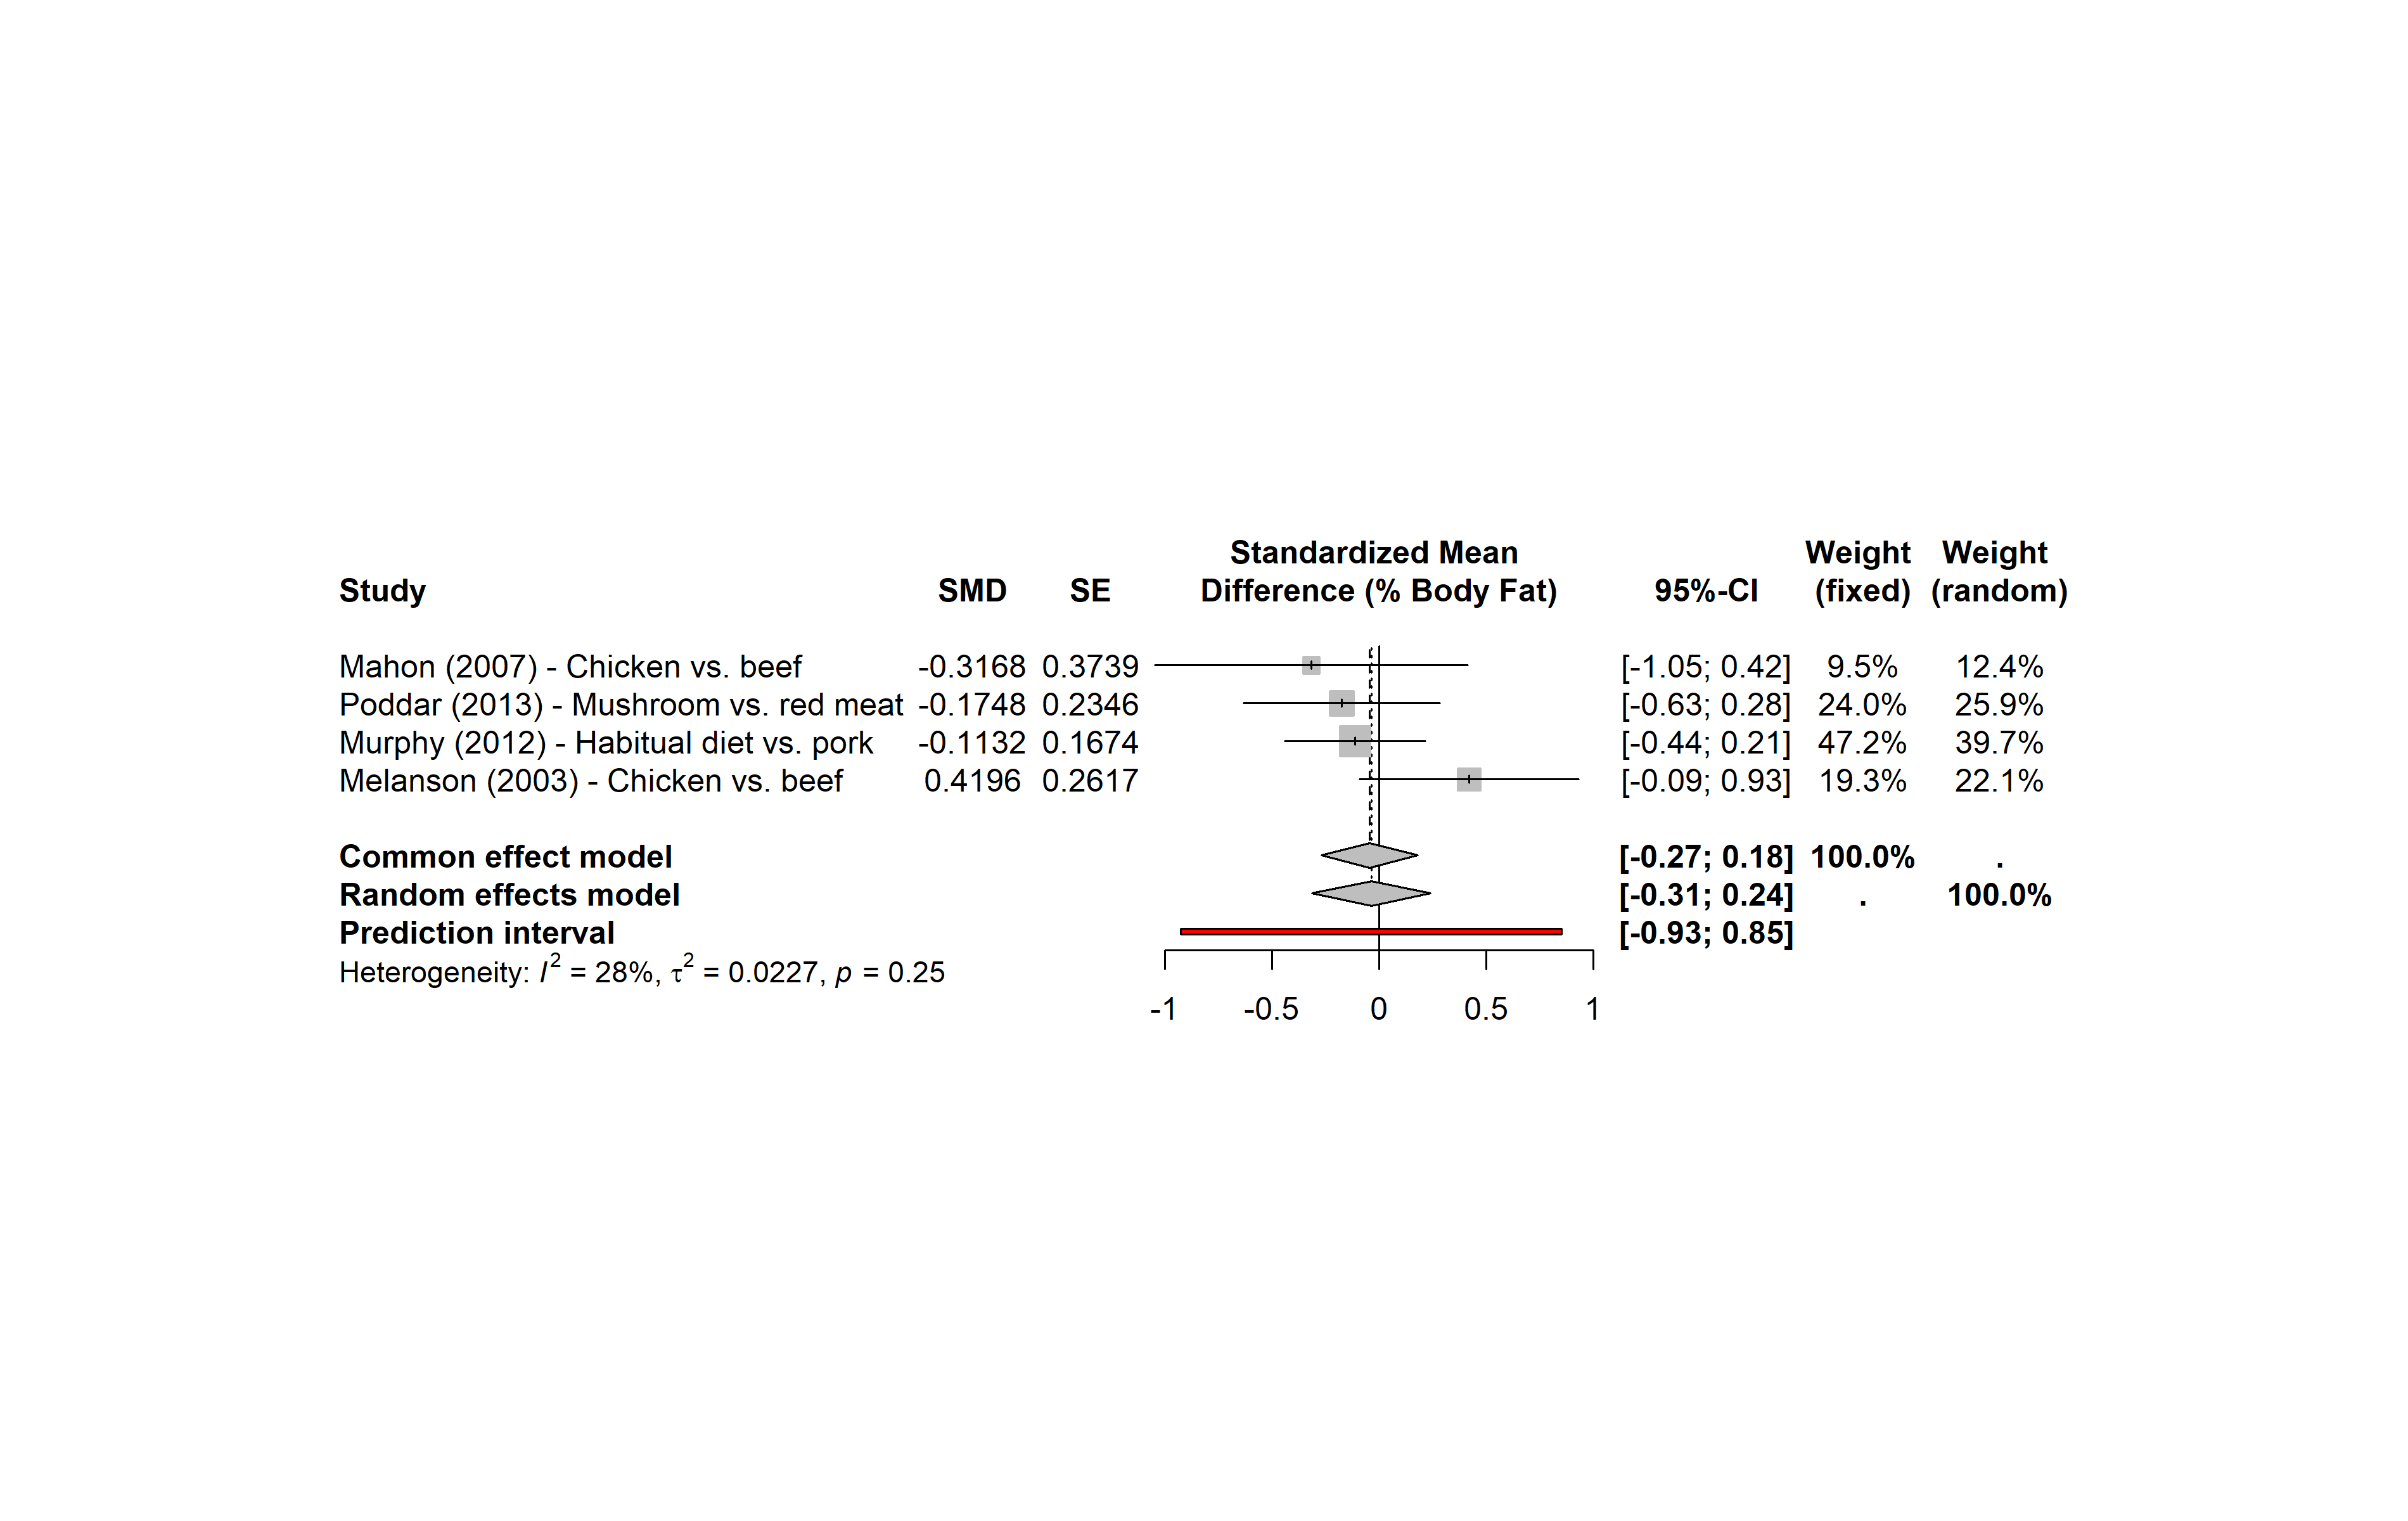 Standardized Mean Weight Weight
Study SMD SE Difference (% Body Fat) 95%-CI (fixed) (random)
Mahon (2007) - Chicken vs. beef -0.3168 0.3739 [-1.05; 0.42] 9.5% 12.4%
Poddar (2013) - Mushroom vs. red meat -0.1748 0.2346 [-0.63; 0.28] 24.0% 25.9%
Murphy (2012) - Habitual diet vs. pork -0.1132 0.1674 [-0.44; 0.21] 47.2% 39.7%
Melanson (2003) - Chicken vs. beef 0.4196 0.2617 [-0.09; 0.93] 19.3% 22.1%
Common effect model [-0.27; 0.18] 100.0% .
Random effects model [-0.31; 0.24] . 100.0%
Prediction interval [-0.93; 0.85]
Heterogeneity: I² = 28%, τ² = 0.0227, p = 0.25
-1 -0.5 0 0.5 1